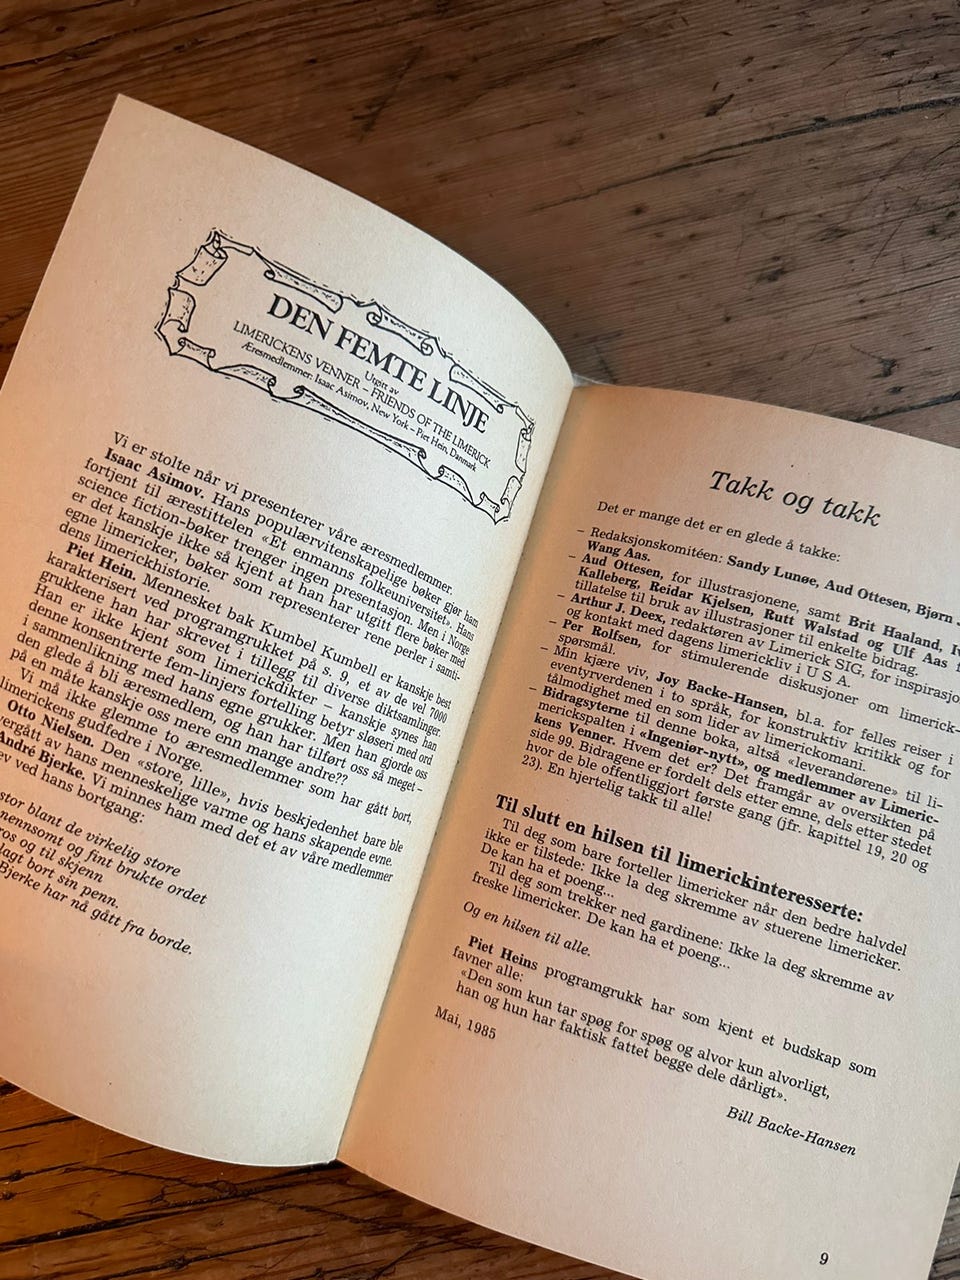 DEN FEMTE LINJE
Utgitt av
LIMERICKENS VENNER – FRIENDS OF THE LIMERICK
Æresmedlemmer: Isaac Asimov, New York – Piet Hein, Danmark
Vi er stolte når vi presenterer våre æresmedlemmer.
Isaac Asimov. Hans populærvitenskapelige bøker gjør ham
fortjent til ærestittelen «Et enmanns folkeuniversitet». Hans
science fiction-bøker trenger ingen presentasjon. Men i Norge
er det kanskje ikke så kjent at han har utgitt flere bøker med
egne limericker, bøker som representerer rene perler i samti-
dens limerickhistorie.
Piet Hein. Mennesket bak Kumbel Kumbell er kanskje best
karakterisert ved programgrukket på s. 9, et av de vel 7000
grukkene han har skrevet i tillegg til diverse diktsamlinger.
Han er ikke kjent som limerickdikter – kanskje synes han
denne konsentrerte fem-linjers fortelling betyr sløseri med ord
i sammenlikning med hans egne grukker. Men han gjorde oss
den glede å bli æresmedlem, og han har tilført oss så meget –
på en måte kanskje oss mere enn mange andre??
Vi må ikke glemme to æresmedlemmer som har gått bort,
limerickens gudfedre i Norge.
Otto Nielsen. Den «store, lille», hvis beskjedenhet bare ble
overgått av hans menneskelige varme og hans skapende evne.
André Bjerke. Vi minnes ham med det et av våre medlemmer
ved hans bortgang:
stor blant de virkelig store
nennsomt og fint brukte ordet
og til skjenn
lagt bort sin penn.
Bjerke har nå gått fra borde.
Takk og takk
Det er mange det er en glede å takke:
– Redaksjonskomitéen: Sandy Lunøe, Aud Ottesen, Bjørn
Wang Aas.
– Aud Ottesen, for illustrasjonene, samt Brit Haaland,
Kalleberg, Reidar Kjelsen, Rutt Walstad og Ulf Aas
tillatelse til bruk av illustrasjoner til enkelte bidrag.
– Arthur J. Deex, redaktøren av Limerick SIG, for inspirasjon
og kontakt med dagens limerickliv i U S A.
– Per Rolfsen, for stimulerende diskusjoner om limerick-
spørsmål.
– Min kjære viv, Joy Backe-Hansen, bl.a. for felles reiser i
eventyrverdenen i to språk, for konstruktiv kritikk og for
tålmodighet med en som lider av limerickomani.
– Bidragsyterne til denne boka, altså «leverandørene» til li-
merickspalten i «Ingeniør-nytt», og medlemmer av Limeric-
kens Venner. Hvem det er? Det framgår av oversikten på
side 99. Bidragene er fordelt dels etter emne, dels etter stedet
hvor de ble offentliggjort første gang (jfr. kapittel 19, 20 og
23). En hjertelig takk til alle!
Til slutt en hilsen til limerickinteresserte:
Til deg som bare forteller limericker når den bedre halvdel
ikke er tilstede: Ikke la deg skremme av stuerene limericker.
De kan ha et poeng...
Til deg som trekker ned gardinene: Ikke la deg skremme av
freske limericker. De kan ha et poeng...
Og en hilsen til alle.
Piet Heins programgrukk har som kjent et budskap som
favner alle:
«Den som kun tar spøg for spøg og alvor kun alvorligt,
han og hun har faktisk fattet begge dele dårligt».
Mai, 1985
Bill Backe-Hansen
9